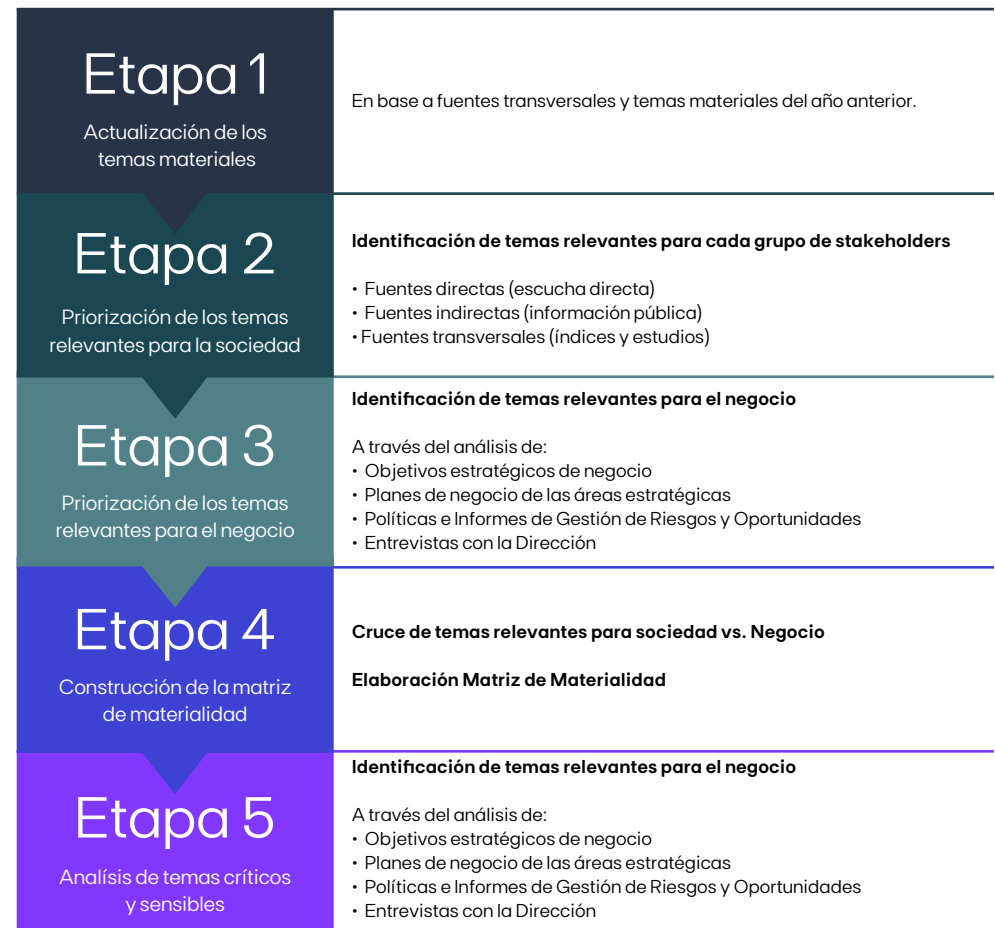 Etapa 1
Actualización de los
temas materiales
En base a fuentes transversales y temas materiales del año anterior.
Etapa 2
Priorización de los temas
relevantes para la sociedad
Identificación de temas relevantes para cada grupo de stakeholders
• Fuentes directas (escucha directa)
• Fuentes indirectas (información pública)
• Fuentes transversales (índices y estudios)
Etapa 3
Priorización de los temas
relevantes para el negocio
Identificación de temas relevantes para el negocio
A través del análisis de:
• Objetivos estratégicos de negocio
• Planes de negocio de las áreas estratégicas
• Políticas e Informes de Gestión de Riesgos y Oportunidades
• Entrevistas con la Dirección
Etapa 4
Construcción de la matriz
de materialidad
Cruce de temas relevantes para sociedad vs. Negocio
Elaboración Matriz de Materialidad
Etapa 5
Analísis de temas críticos
y sensibles
Identificación de temas relevantes para el negocio
A través del análisis de:
• Objetivos estratégicos de negocio
• Planes de negocio de las áreas estratégicas
• Políticas e Informes de Gestión de Riesgos y Oportunidades
• Entrevistas con la Dirección